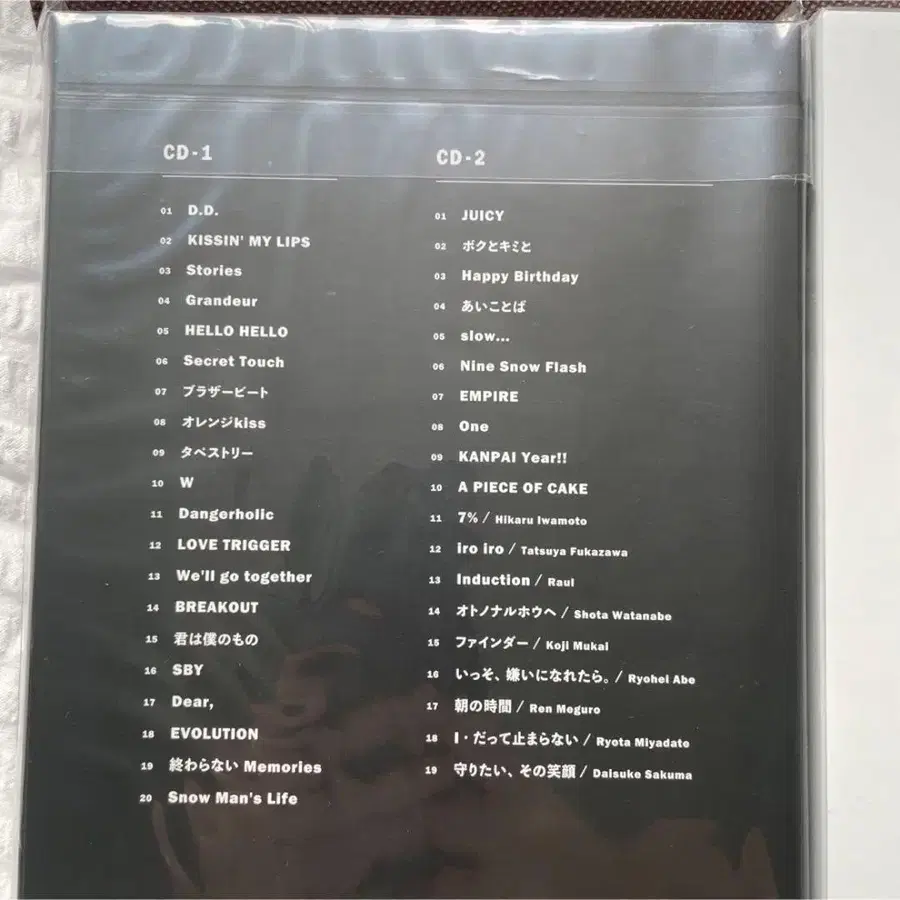 CD-1
01 D.D.
02 KISSIN' MY LIPS
03 Stories
04 Grandeur
05 HELLO HELLO
06 Secret Touch
07 ブラザービート
08 オレンジkiss
09 タペストリー
10 W
11 Dangerholic
12 LOVE TRIGGER
13 We'll go together
14 BREAKOUT
15 君は僕のもの
16 SBY
17 Dear,
18 EVOLUTION
19 終わらない Memories
20 Snow Man's Life
CD-2
01 JUICY
02 ボクとキミと
03 Happy Birthday
04 あいことば
05 slow...
06 Nine Snow Flash
07 EMPIRE
08 One
09 KANPAI Year!!
10 A PIECE OF CAKE
11 7% / Hikaru Iwamoto
12 iro iro / Tatsuya Fukazawa
13 Induction / Raul
14 オトノナルホウヘ / Shota Watanabe
15 ファインダー / Koji Mukai
16 いっそ、嫌いになれたら。 / Ryohei Abe
17 朝の時間 / Ren Meguro
18 I・だって止まらない / Ryota Miyadate
19 守りたい、その笑顔 / Daisuke Sakuma